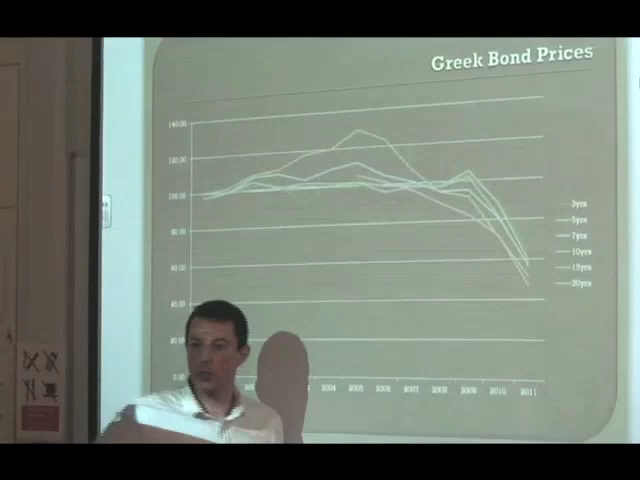 Greek Bond Prices
140.00
120.00
100.00
80.00
60.00
40.00
20.00
0.00
2004 2005 2006 2007 2008 2009 2010 2011
3yrs
5yrs
7yrs
10yrs
15yrs
30yrs